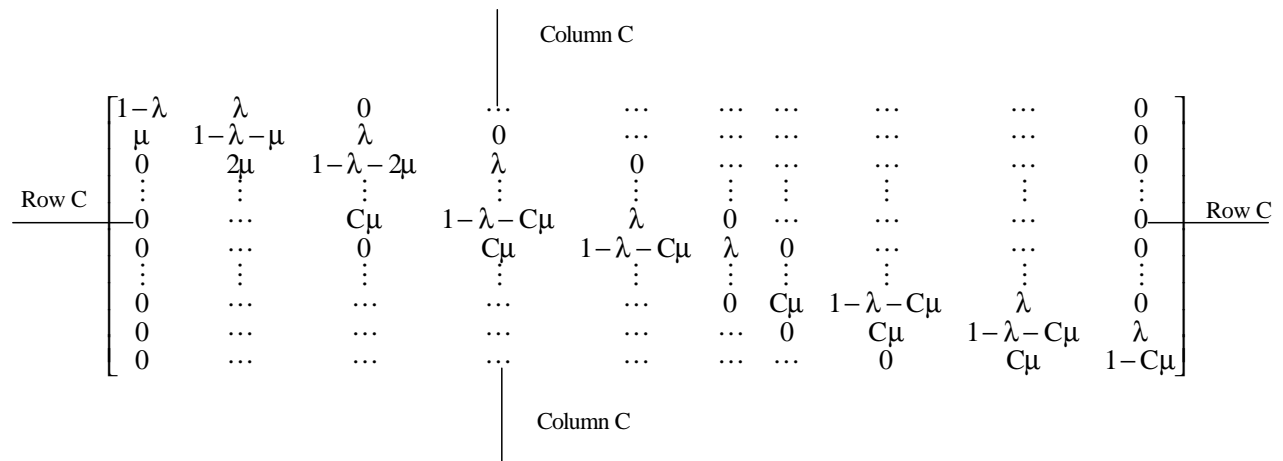 Column C
1−λ λ 0 ⋯ ⋯ ⋯ ⋯ ⋯ ⋯ 0
μ 1−λ−μ λ 0 ⋯ ⋯ ⋯ ⋯ ⋯ 0
0 2μ 1−λ−2μ λ 0 ⋯ ⋯ ⋯ ⋯ 0
⋮ ⋮ ⋮ ⋮ ⋮ ⋮ ⋮ ⋮ ⋮ ⋮
Row C 0 ⋯ Cμ 1−λ−Cμ λ 0 ⋯ ⋯ ⋯ 0 Row C
0 ⋯ 0 Cμ 1−λ−Cμ λ 0 ⋯ ⋯ 0
⋮ ⋮ ⋮ ⋮ ⋮ ⋮ ⋮ ⋮ ⋮ ⋮
0 ⋯ ⋯ ⋯ ⋯ 0 Cμ 1−λ−Cμ λ 0
0 ⋯ ⋯ ⋯ ⋯ ⋯ 0 Cμ 1−λ−Cμ λ
0 ⋯ ⋯ ⋯ ⋯ ⋯ ⋯ 0 Cμ 1−Cμ
Column C